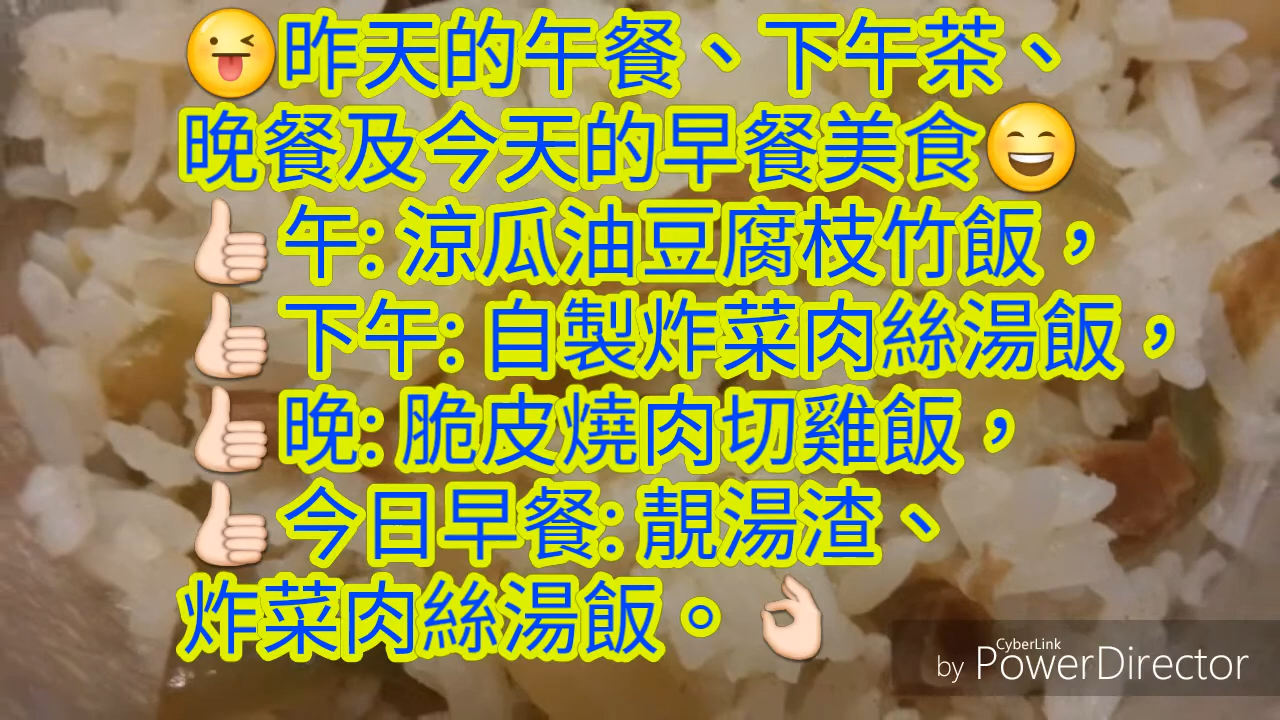 😜昨天的午餐、下午茶、
晚餐及今天的早餐美食😄
👍🏻午:涼瓜油豆腐枝竹飯，
👍🏻下午:自製炸菜肉絲湯飯，
👍🏻晚:脆皮燒肉切雞飯，
👍🏻今日早餐:靚湯渣、
炸菜肉絲湯飯。👌🏻
by CyberLink PowerDirector